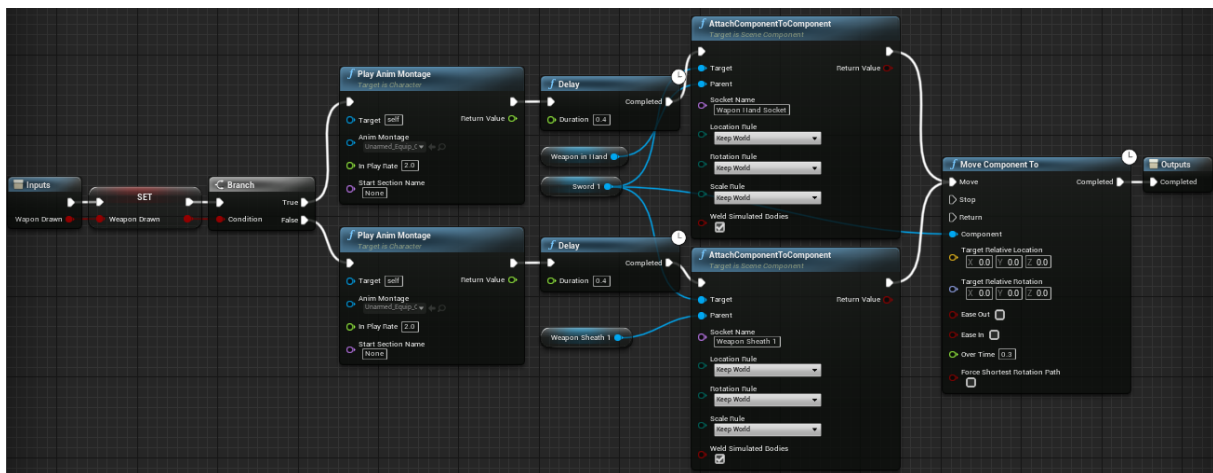 Inputs
Wapon Drawn
SET
Weapon Drawn
Branch
Condition
True
False
Play Anim Montage
Target is Character
Target self
Return Value
Anim Montage
Unarmed_Equip_C
In Play Rate 2.0
Start Section Name
None
Delay
Completed
Duration 0.4
Weapon in Hand
Sword 1
AttachComponentToComponent
Target is Scene Component
Target
Return Value
Parent
Socket Name
Wapon Hand Socket
Location Rule
Keep World
Rotation Rule
Keep World
Scale Rule
Keep World
Weld Simulated Bodies
Play Anim Montage
Target is Character
Target self
Return Value
Anim Montage
Unarmed_Equip_C
In Play Rate 2.0
Start Section Name
None
Delay
Completed
Duration 0.4
Weapon Sheath 1
AttachComponentToComponent
Target is Scene Component
Target
Return Value
Parent
Socket Name
Weapon Sheath 1
Location Rule
Keep World
Rotation Rule
Keep World
Scale Rule
Keep World
Weld Simulated Bodies
Move Component To
Move
Completed
Stop
Return
Component
Target Relative Location
X 0.0 Y 0.0 Z 0.0
Target Relative Rotation
X 0.0 Y 0.0 Z 0.0
Ease Out
Ease In
Over Time 0.3
Force Shortest Rotation Path
Outputs
Completed